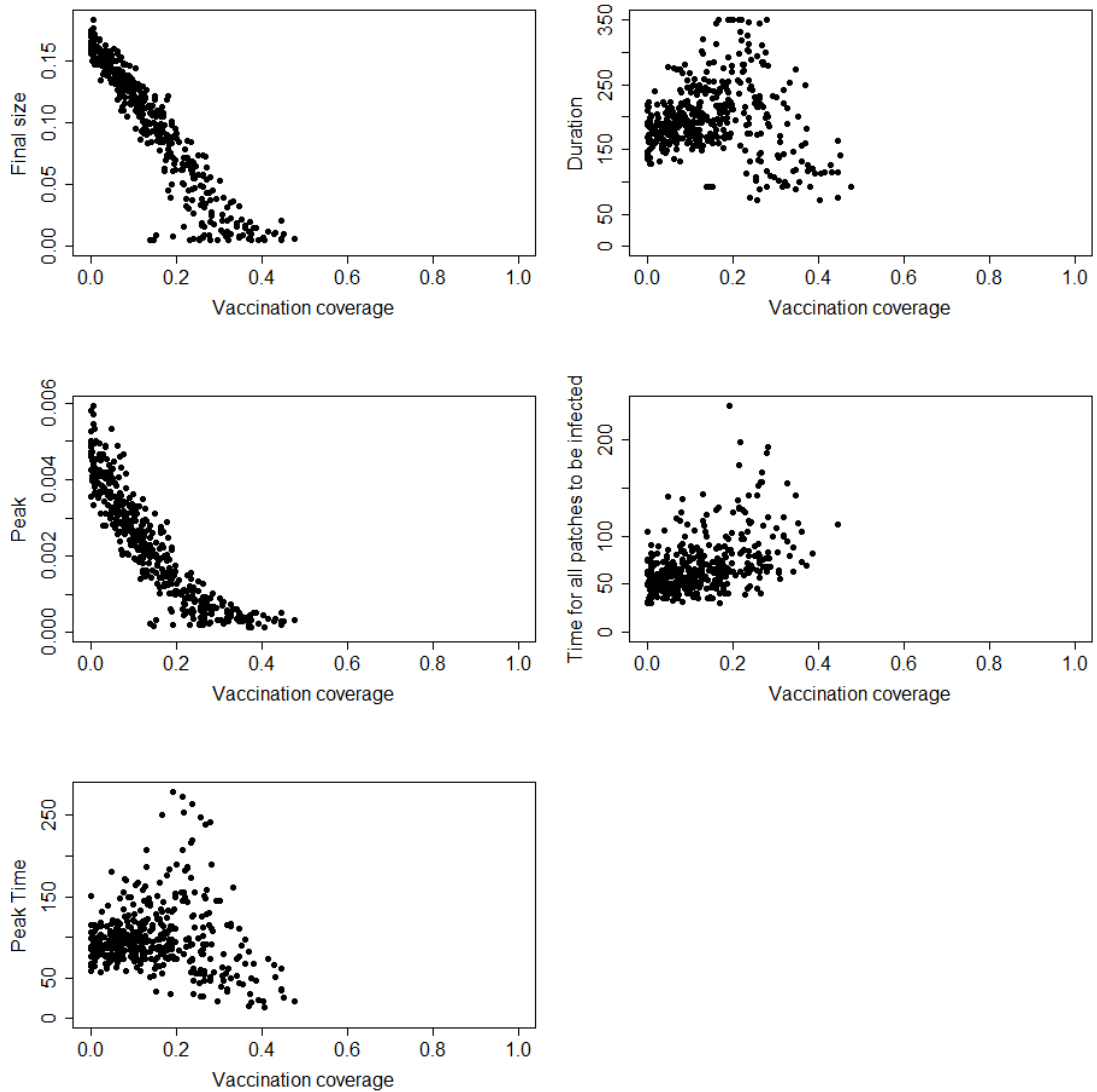 Final size
0.00 0.05 0.10 0.15
0.0 0.2 0.4 0.6 0.8 1.0
Vaccination coverage
Duration
0 50 150 250 350
0.0 0.2 0.4 0.6 0.8 1.0
Vaccination coverage
Peak
0.000 0.002 0.004 0.006
0.0 0.2 0.4 0.6 0.8 1.0
Vaccination coverage
Time for all patches to be infected
0 50 100 200
0.0 0.2 0.4 0.6 0.8 1.0
Vaccination coverage
Peak Time
0 50 150 250
0.0 0.2 0.4 0.6 0.8 1.0
Vaccination coverage